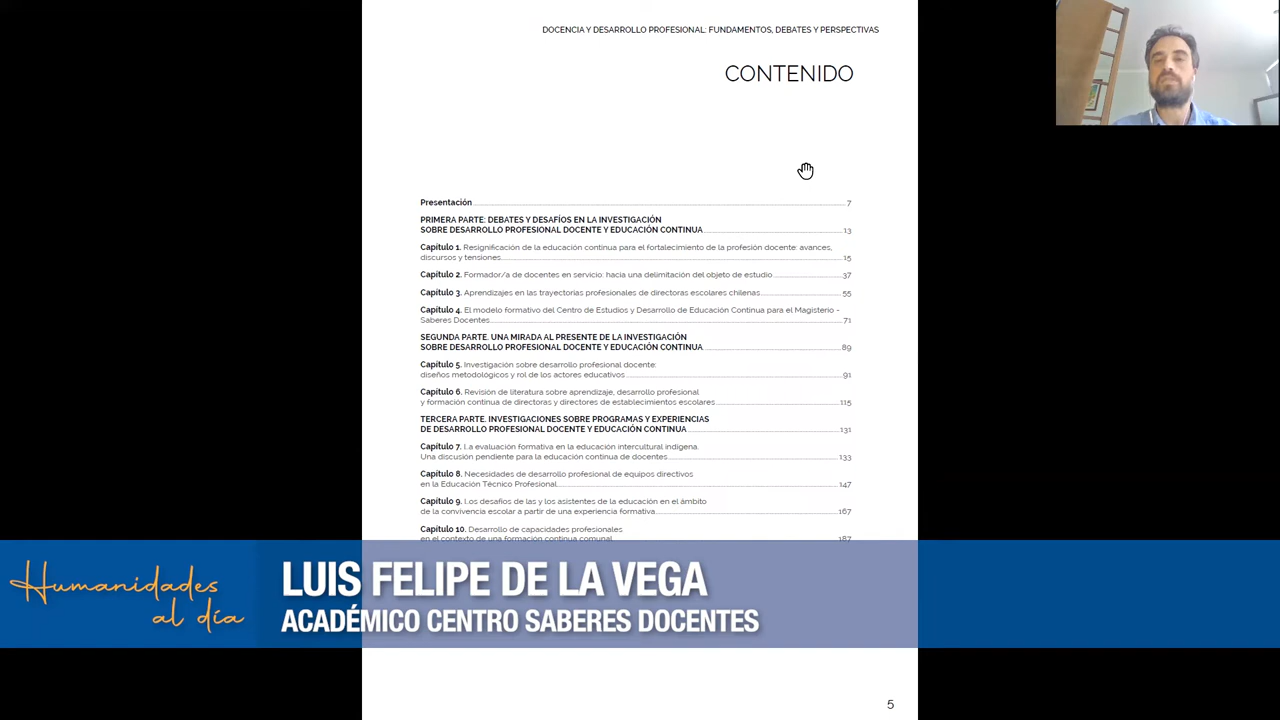 DOCENCIA Y DESARROLLO PROFESIONAL: FUNDAMENTOS, DEBATES Y PERSPECTIVAS
CONTENIDO
Presentación 7
PRIMERA PARTE: DEBATES Y DESAFÍOS EN LA INVESTIGACIÓN
SOBRE DESARROLLO PROFESIONAL DOCENTE Y EDUCACIÓN CONTINUA 13
Capítulo 1. Resignificación de la educación continua para el fortalecimiento de la profesión docente: avances,
discursos y tensiones 15
Capítulo 2. Formador/a de docentes en servicio: hacia una delimitación del objeto de estudio 37
Capítulo 3. Aprendizajes en las trayectorias profesionales de directoras escolares chilenas 55
Capítulo 4. El modelo formativo del Centro de Estudios y Desarrollo de Educación Continua para el Magisterio -
Saberes Docentes 71
SEGUNDA PARTE. UNA MIRADA AL PRESENTE DE LA INVESTIGACIÓN
SOBRE DESARROLLO PROFESIONAL DOCENTE Y EDUCACIÓN CONTINUA 89
Capítulo 5. Investigación sobre desarrollo profesional docente:
diseños metodológicos y rol de los actores educativos 91
Capítulo 6. Revisión de literatura sobre aprendizaje, desarrollo profesional
y formación continua de directoras y directores de establecimientos escolares 115
TERCERA PARTE. INVESTIGACIONES SOBRE PROGRAMAS Y EXPERIENCIAS
DE DESARROLLO PROFESIONAL DOCENTE Y EDUCACIÓN CONTINUA 131
Capítulo 7. La evaluación formativa en la educación intercultural indígena.
Una discusión pendiente para la educación continua de docentes 133
Capítulo 8. Necesidades de desarrollo profesional de equipos directivos
en la Educación Técnico Profesional 147
Capítulo 9. Los desafíos de las y los asistentes de la educación en el ámbito
de la convivencia escolar a partir de una experiencia formativa 167
Capítulo 10. Desarrollo de capacidades profesionales
en el contexto de una formación continua comunal 187
Humanidades
al día
LUIS FELIPE DE LA VEGA
ACADÉMICO CENTRO SABERES DOCENTES
5